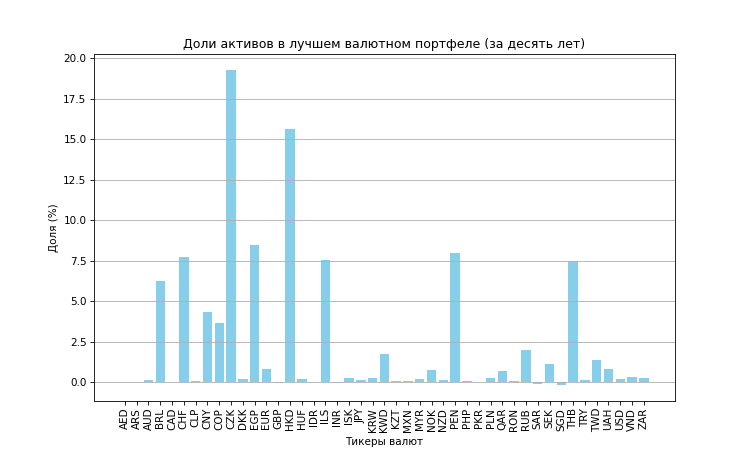 Доли активов в лучшем валютном портфеле (за десять лет)
Доля (%)
20.0
17.5
15.0
12.5
10.0
7.5
5.0
2.5
0.0
AED
ARS
AUD
BRL
CAD
CHF
CLP
CNY
COP
CZK
DKK
EGP
EUR
GBP
HKD
HUF
IDR
ILS
INR
ISK
JPY
KRW
KWD
KZT
MXN
MYR
NOK
NZD
PEN
PHP
PKR
PLN
QAR
RON
RUB
SAR
SEK
SGD
THB
TRY
TWD
UAH
USD
VND
ZAR
Тикеры валют